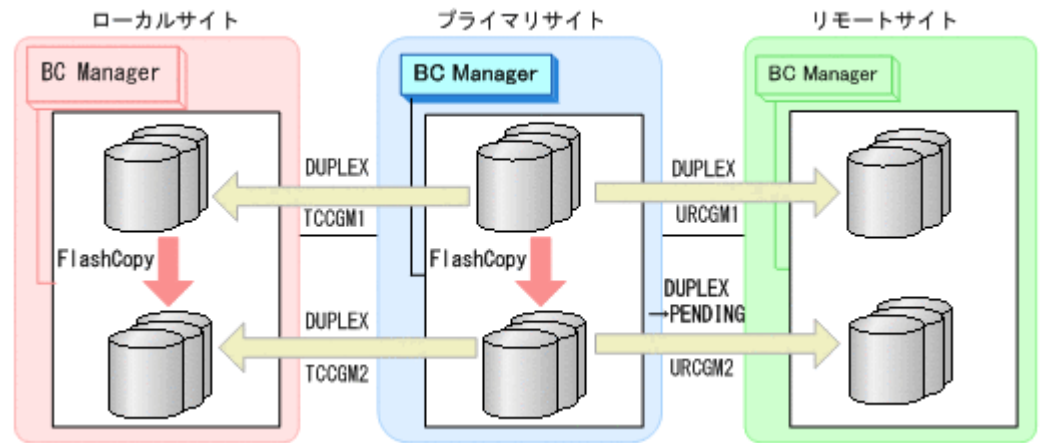 ローカルサイト
プライマリサイト
リモートサイト
BC Manager
BC Manager
BC Manager
DUPLEX
DUPLEX
TCCGM1
URCGM1
FlashCopy
FlashCopy
DUPLEX
→PENDING
DUPLEX
TCCGM2
URCGM2